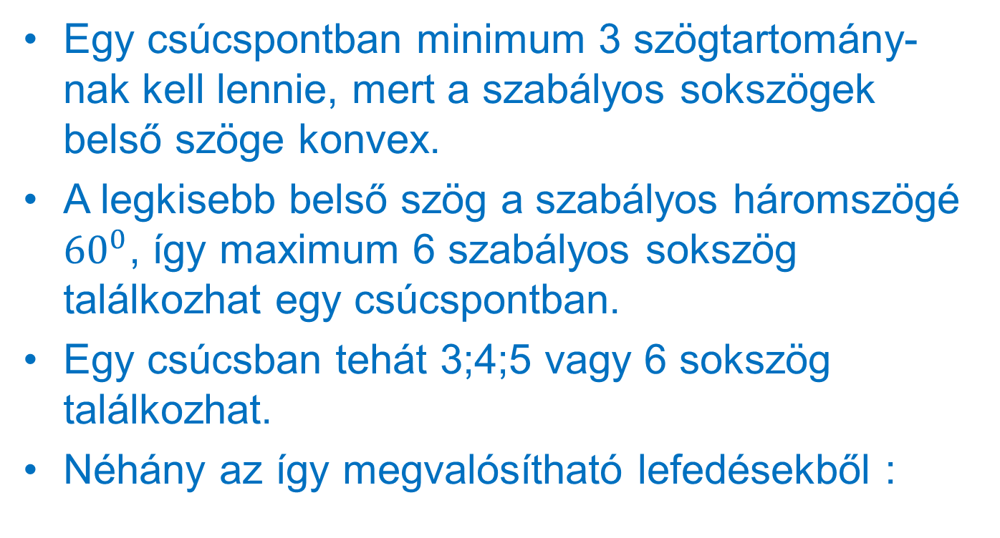 • Egy csúcspontban minimum 3 szögtartomány-
nak kell lennie, mert a szabályos sokszögek
belső szöge konvex.
• A legkisebb belső szög a szabályos háromszögé
60⁰, így maximum 6 szabályos sokszög
találkozhat egy csúcspontban.
• Egy csúcsban tehát 3;4;5 vagy 6 sokszög
találkozhat.
• Néhány az így megvalósítható lefedésekből :